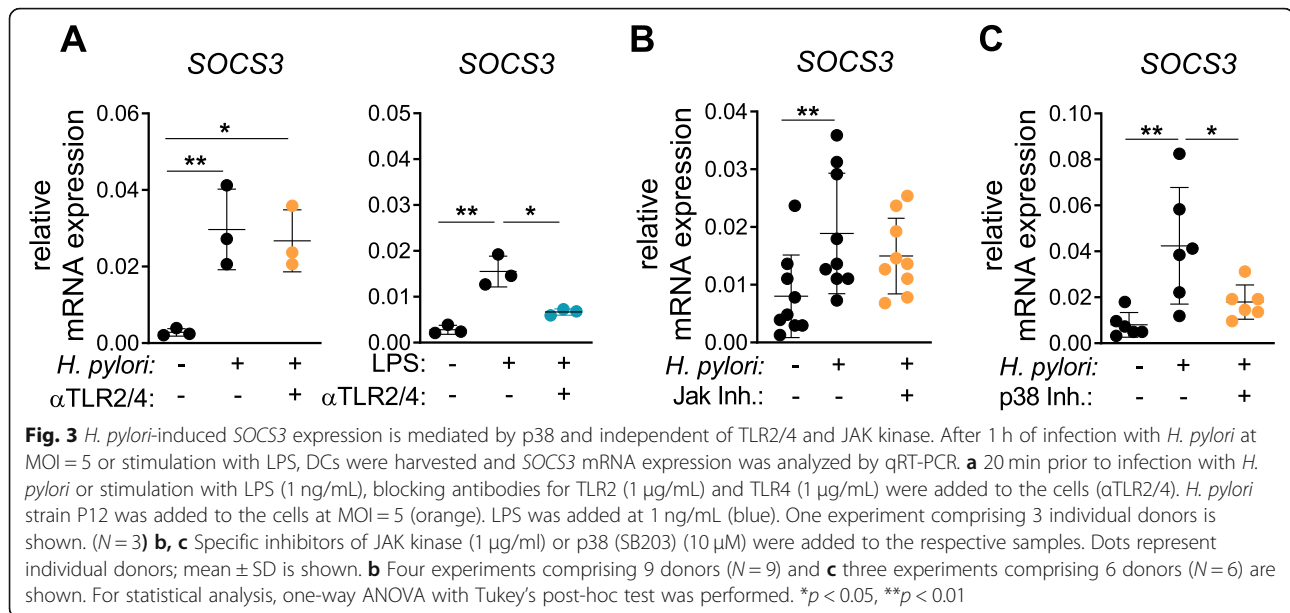 A
SOCS3
relative
mRNA expression
0.06
0.04
0.02
0.00
*
**
H. pylori: - + +
αTLR2/4: - - +
SOCS3
0.05
0.04
0.03
0.02
0.01
0.00
** *
LPS: - + +
αTLR2/4: - - +
B
SOCS3
relative
mRNA expression
0.04
0.03
0.02
0.01
0.00
**
H. pylori: - + +
Jak Inh.: - - +
C
SOCS3
relative
mRNA expression
0.10
0.08
0.06
0.04
0.02
0.00
** *
H. pylori: - + +
p38 Inh.: - - +
Fig. 3 H. pylori-induced SOCS3 expression is mediated by p38 and independent of TLR2/4 and JAK kinase. After 1 h of infection with H. pylori at
MOI = 5 or stimulation with LPS, DCs were harvested and SOCS3 mRNA expression was analyzed by qRT-PCR. a 20 min prior to infection with H.
pylori or stimulation with LPS (1 ng/mL), blocking antibodies for TLR2 (1 μg/mL) and TLR4 (1 μg/mL) were added to the cells (αTLR2/4). H. pylori
strain P12 was added to the cells at MOI = 5 (orange). LPS was added at 1 ng/mL (blue). One experiment comprising 3 individual donors is
shown. (N = 3) b, c Specific inhibitors of JAK kinase (1 μg/ml) or p38 (SB203) (10 μM) were added to the respective samples. Dots represent
individual donors; mean ± SD is shown. b Four experiments comprising 9 donors (N = 9) and c three experiments comprising 6 donors (N = 6) are
shown. For statistical analysis, one-way ANOVA with Tukey's post-hoc test was performed. *p < 0.05, **p < 0.01